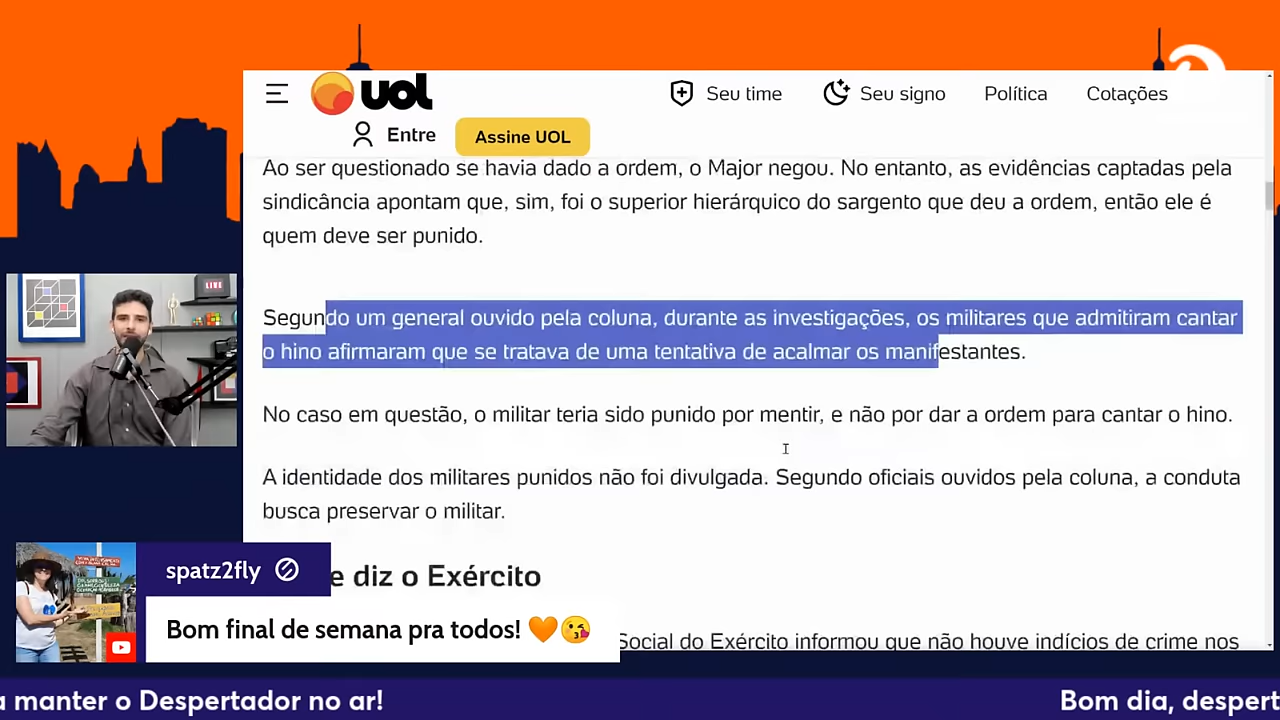 uol
Seu time
Seu signo
Política
Cotações
Entre
Assine UOL
Ao ser questionado se havia dado a ordem, o Major negou. No entanto, as evidências captadas pela
sindicância apontam que, sim, foi o superior hierárquico do sargento que deu a ordem, então ele é
quem deve ser punido.
LIVE
Segundo um general ouvido pela coluna, durante as investigações, os militares que admitiram cantar
o hino afirmaram que se tratava de uma tentativa de acalmar os manifestantes.
No caso em questão, o militar teria sido punido por mentir, e não por dar a ordem para cantar o hino.
A identidade dos militares punidos não foi divulgada. Segundo oficiais ouvidos pela coluna, a conduta
busca preservar o militar.
e diz o Exército
spatz2fly
Bom final de semana pra todos! 🧡😘
Social do Exército informou que não houve indícios de crime nos
a manter o Despertador no ar!
Bom dia, despert